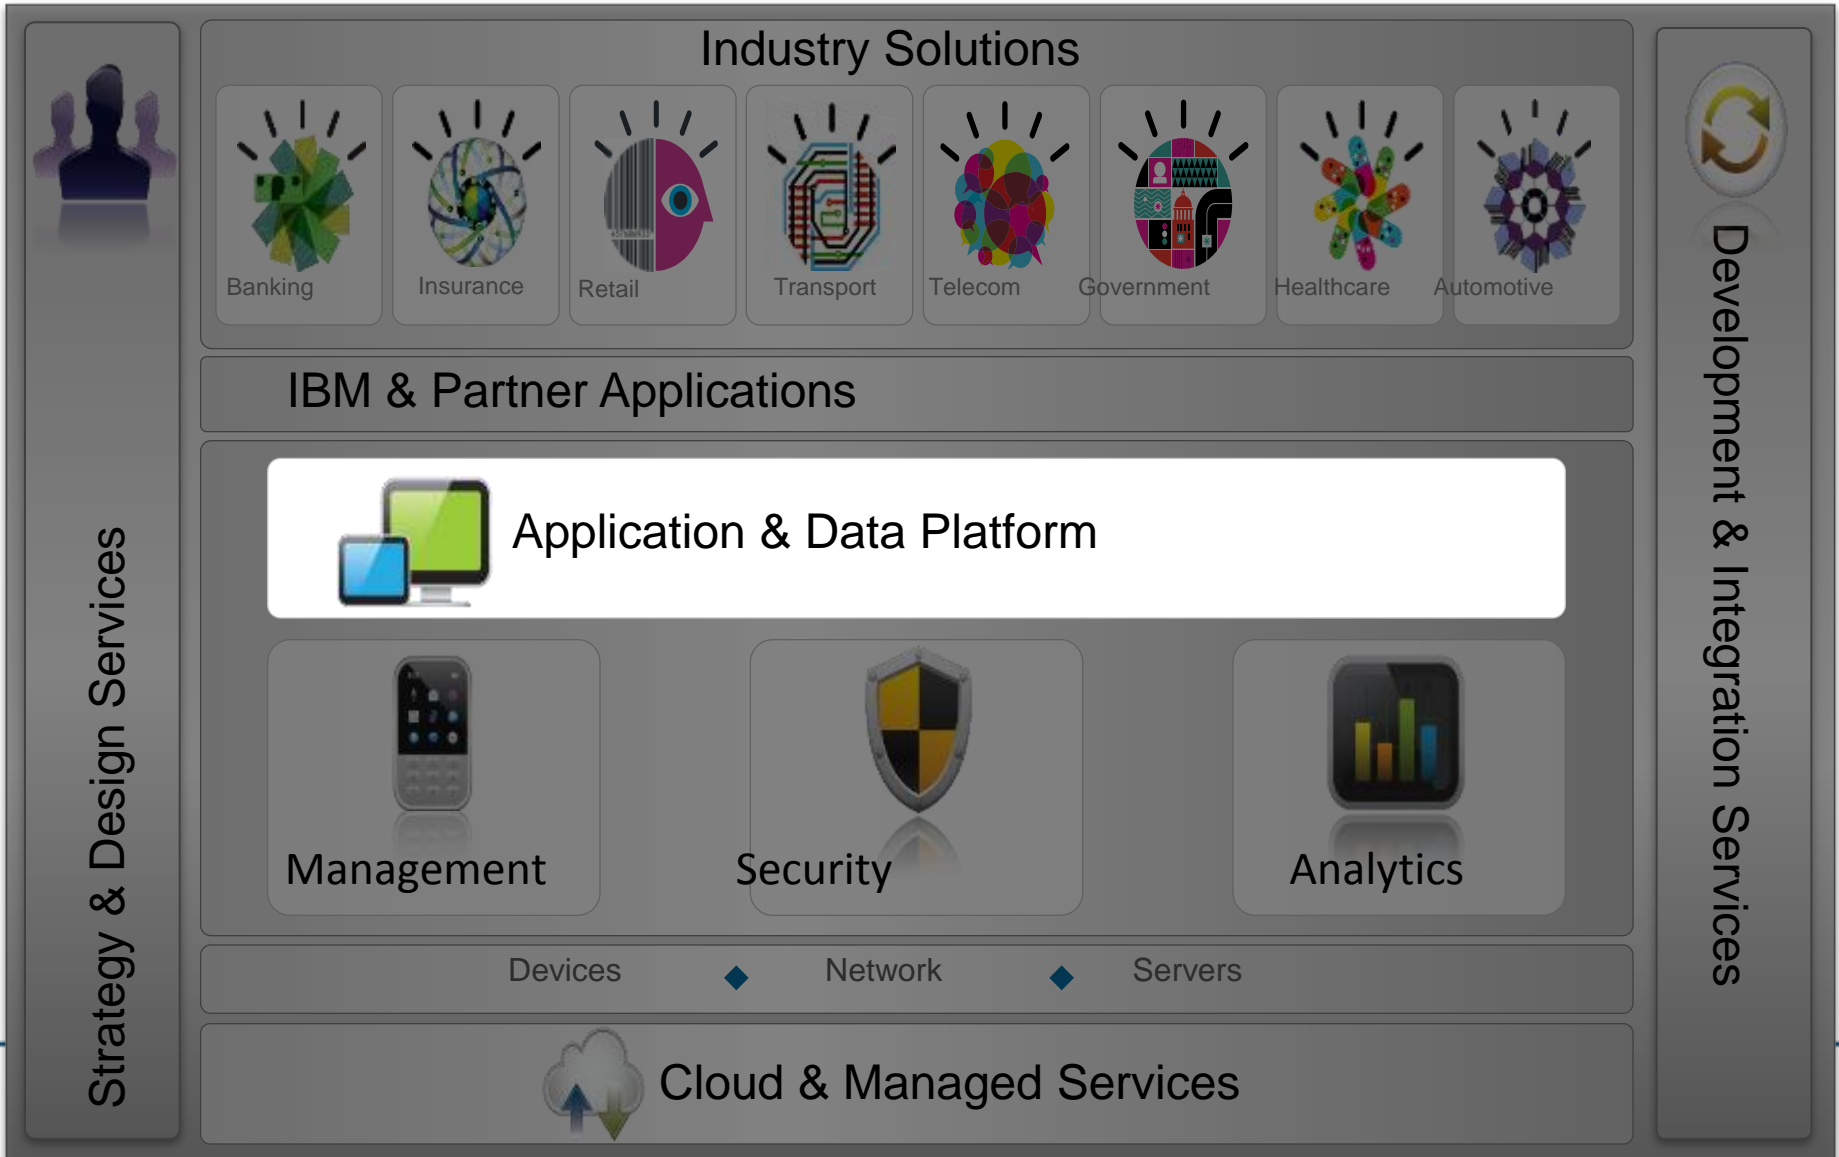 Industry Solutions
Banking
Insurance
Retail
Transport
Telecom
Government
Healthcare
Automotive
IBM & Partner Applications
Application & Data Platform
Management
Security
Analytics
Devices ◆ Network ◆ Servers
Cloud & Managed Services
Strategy & Design Services
Development & Integration Services